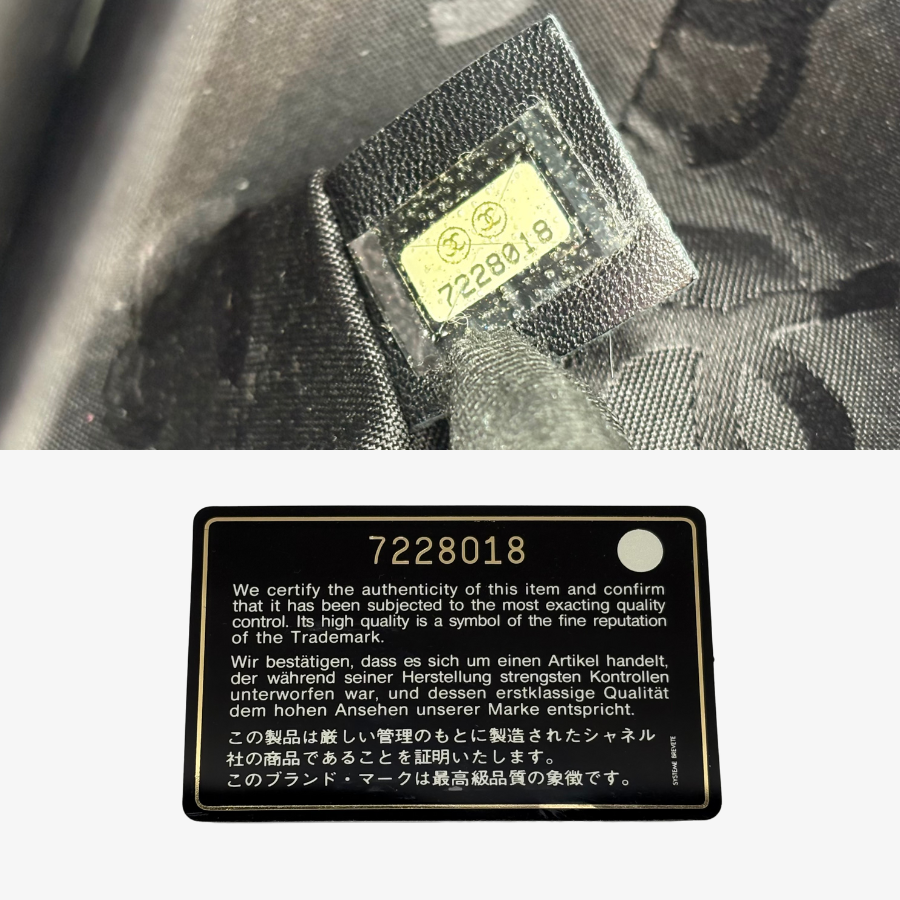 7228018
7228018
We certify the authenticity of this item and confirm
that it has been subjected to the most exacting quality
control. Its high quality is a symbol of the fine reputation
of the Trademark.
Wir bestätigen, dass es sich um einen Artikel handelt,
der während seiner Herstellung strengsten Kontrollen
unterworfen war, und dessen erstklassige Qualität
dem hohen Ansehen unserer Marke entspricht.
この製品は厳しい管理のもとに製造されたシャネル
社の商品であることを証明いたします。
このブランド・マークは最高級品質の象徴です。
SYSTEME BREVETE